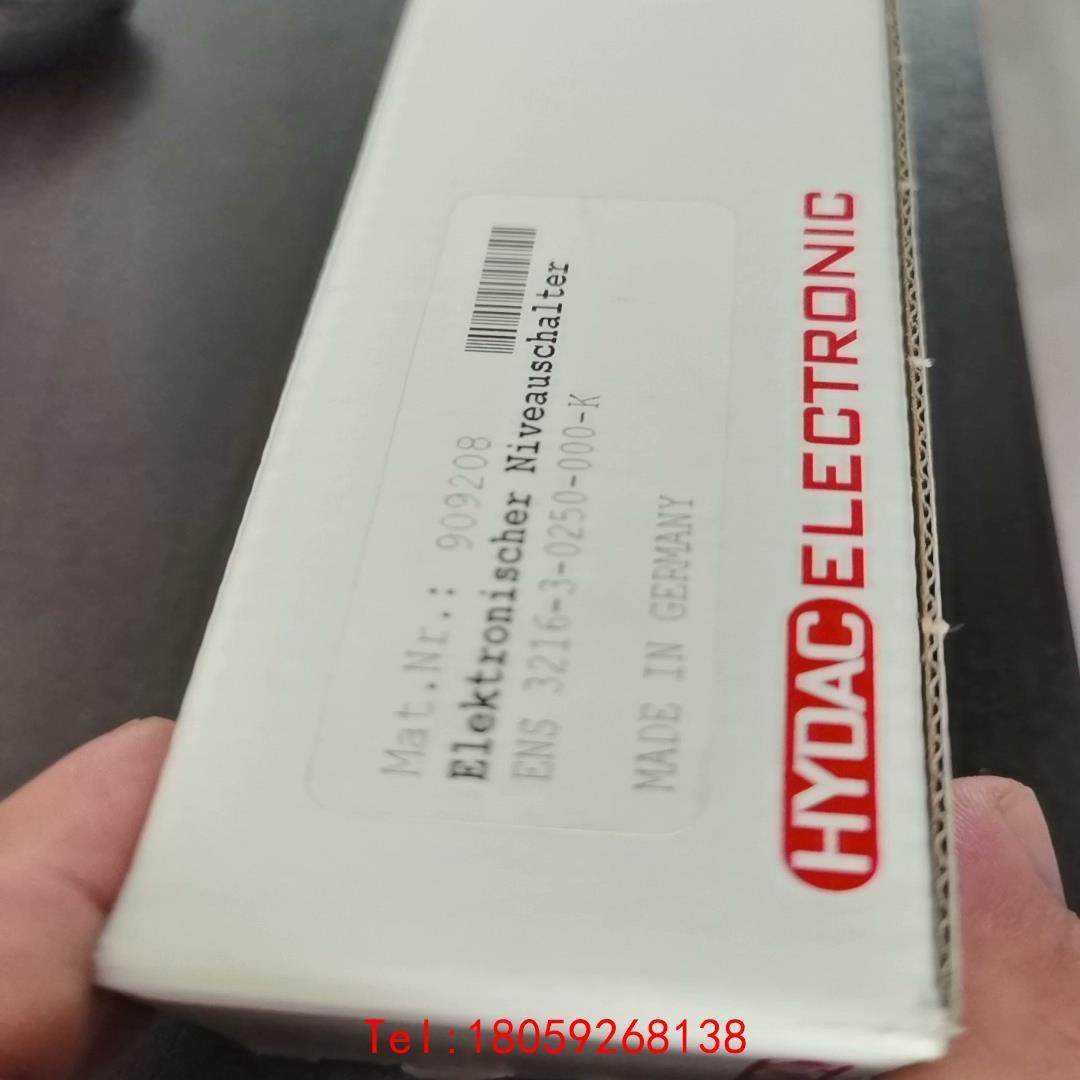 Mat.Nr.: 909208
Elektronischer Niveauschalter
ENS 3216-3-0250-000-K
MADE IN GERMANY
HYDAC ELECTRONIC
Tel:18059268138